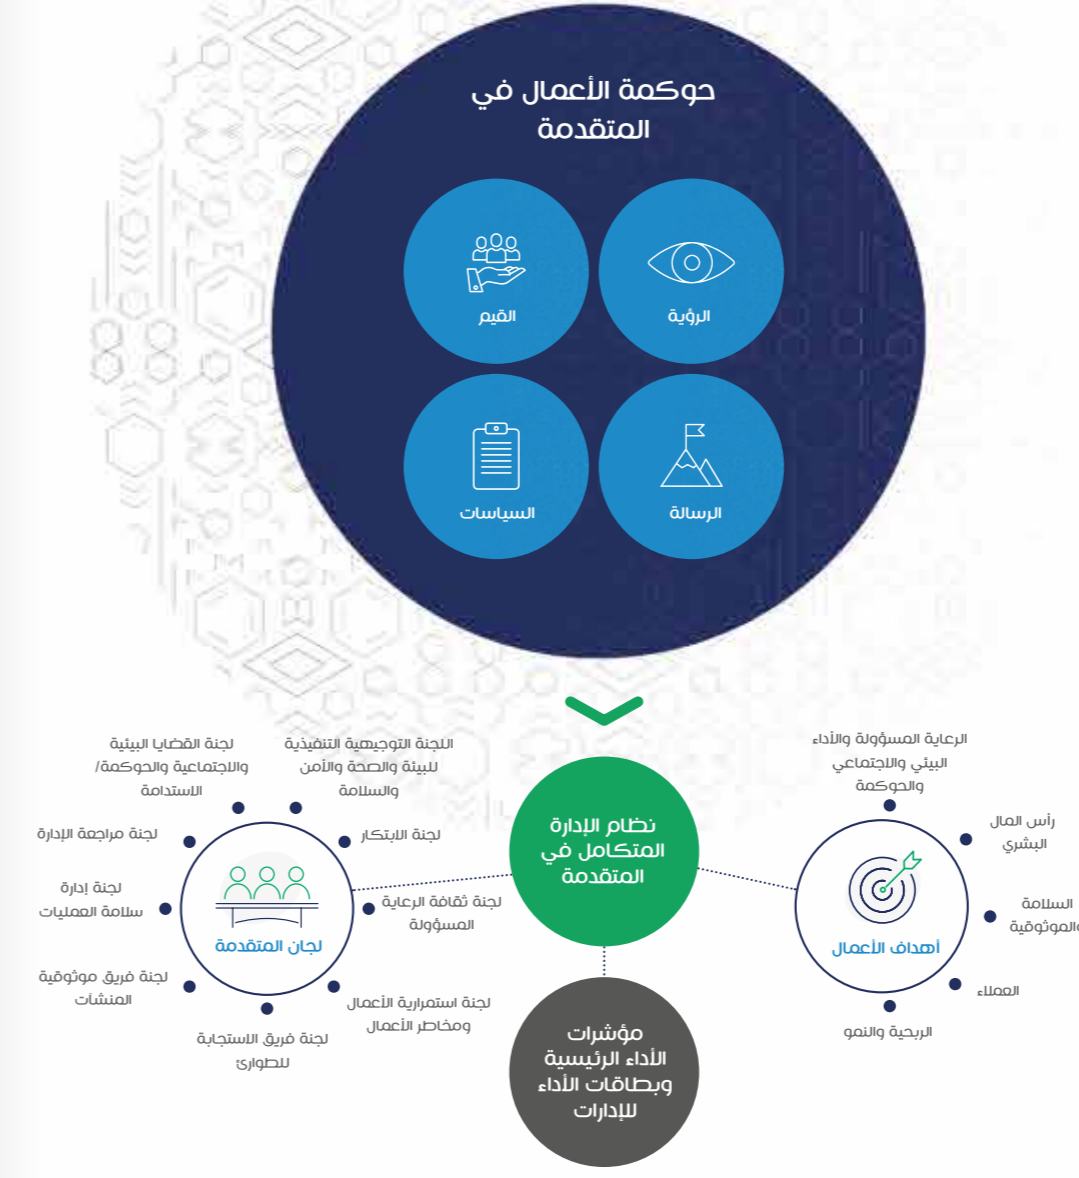 حوكمة الأعمال في
المتقدمة
الرؤية
القيم
الرسالة
السياسات
نظام الإدارة
المتكامل في
المتقدمة
الرعاية المسؤولة والأداء
البيئي والاجتماعي
والحوكمة
رأس المال
البشري
السلامة
والموثوقية
العملاء
الربحية والنمو
أهداف الأعمال
اللجنة التوجيهية التنفيذية
للبيئة والصحة والأمن
والسلامة
لجنة القضايا البيئية
والاجتماعية والحوكمة/
الاستدامة
لجنة الابتكار
لجنة مراجعة الإدارة
لجنة ثقافة الرعاية
المسؤولة
لجنة إدارة
سلامة العمليات
لجان المتقدمة
لجنة استمرارية الأعمال
ومخاطر الأعمال
لجنة فريق موثوقية
المنشآت
لجنة فريق الاستجابة
للطوارئ
مؤشرات
الأداء الرئيسية
وبطاقات الأداء
للإدارات